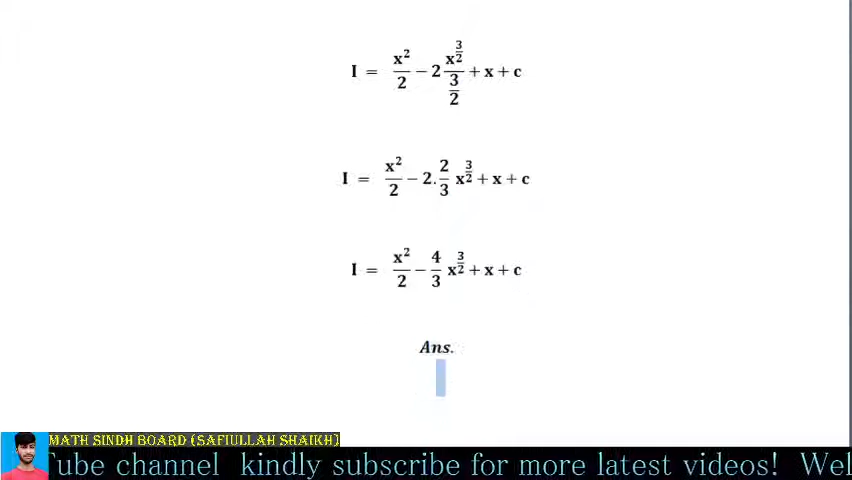 I = x²/2 − 2 x^(3/2)/(3/2) + x + c
I = x²/2 − 2.2/3 x^(3/2) + x + c
I = x²/2 − 4/3 x^(3/2) + x + c
Ans.
MATH SINDH BOARD (SAFIULLAH SHAIKH)
Tube channel kindly subscribe for more latest videos! Wel